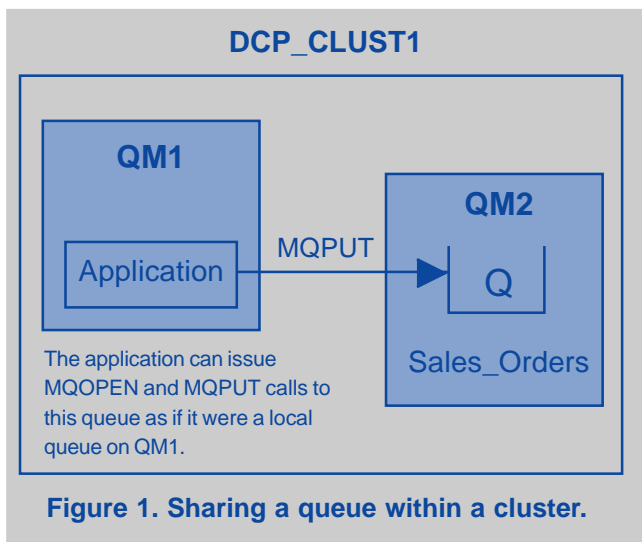 DCP_CLUST1
QM1
Application
MQPUT
QM2
Q
Sales_Orders
The application can issue
MQOPEN and MQPUT calls to
this queue as if it were a local
queue on QM1.
Figure 1. Sharing a queue within a cluster.